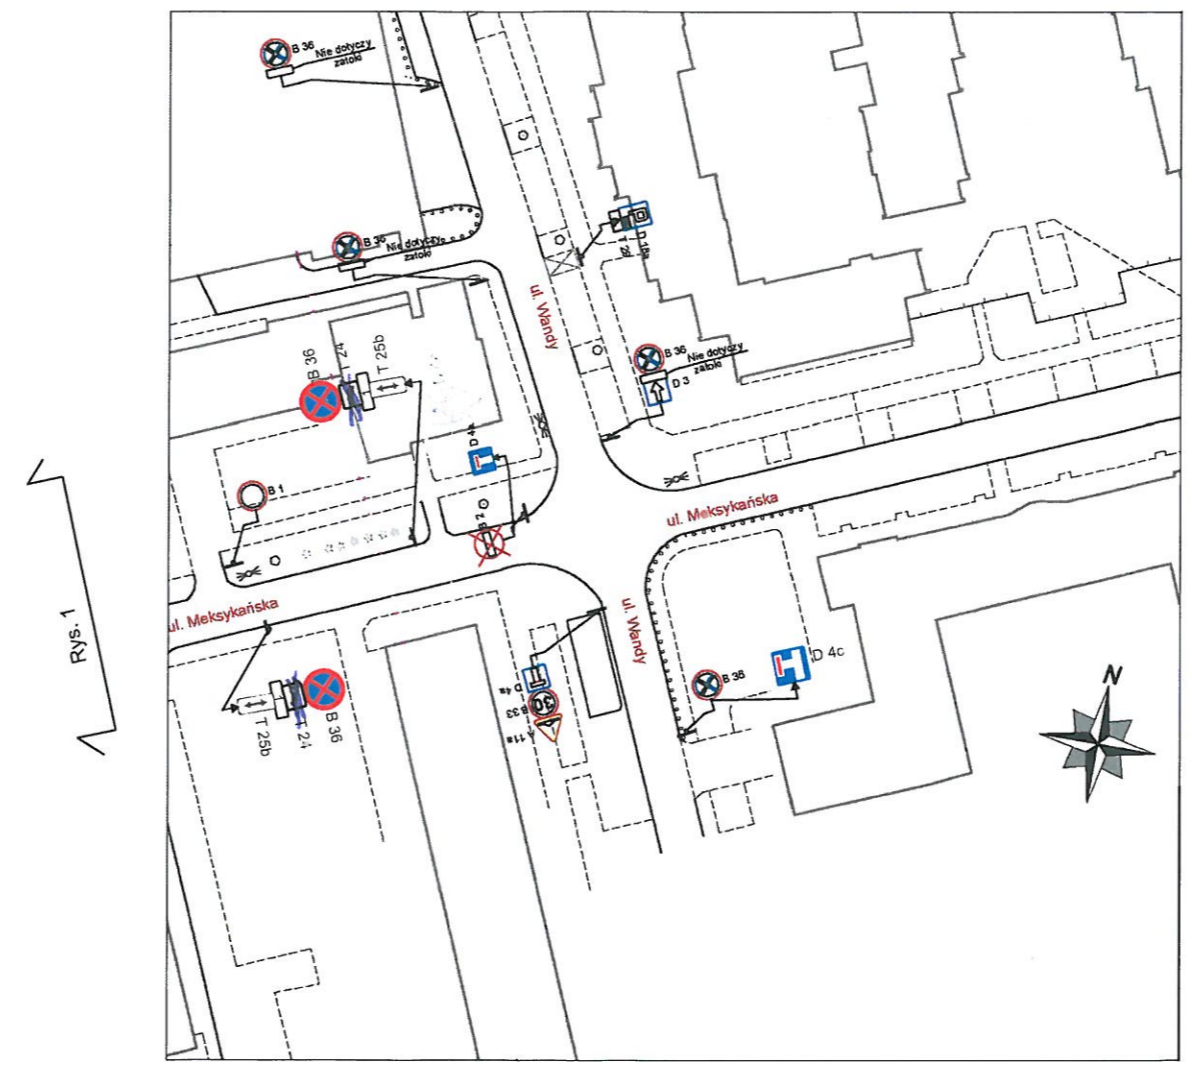 B 36
Nie dotyczy
zatoki
B 36
Nie dotyczy
zatoki
T 29
D 18a
ul. Wandy
B 36
T 24
T 25b
B 36
Nie dotyczy
zatoki
D 3
D 4a
B 1
B 2
ul. Meksykańska
ul. Meksykańska
ul. Wandy
Rys. 1
D 4c
B 36
D 4a
B 33
30
11a
T 25b
T 24
B 36
N